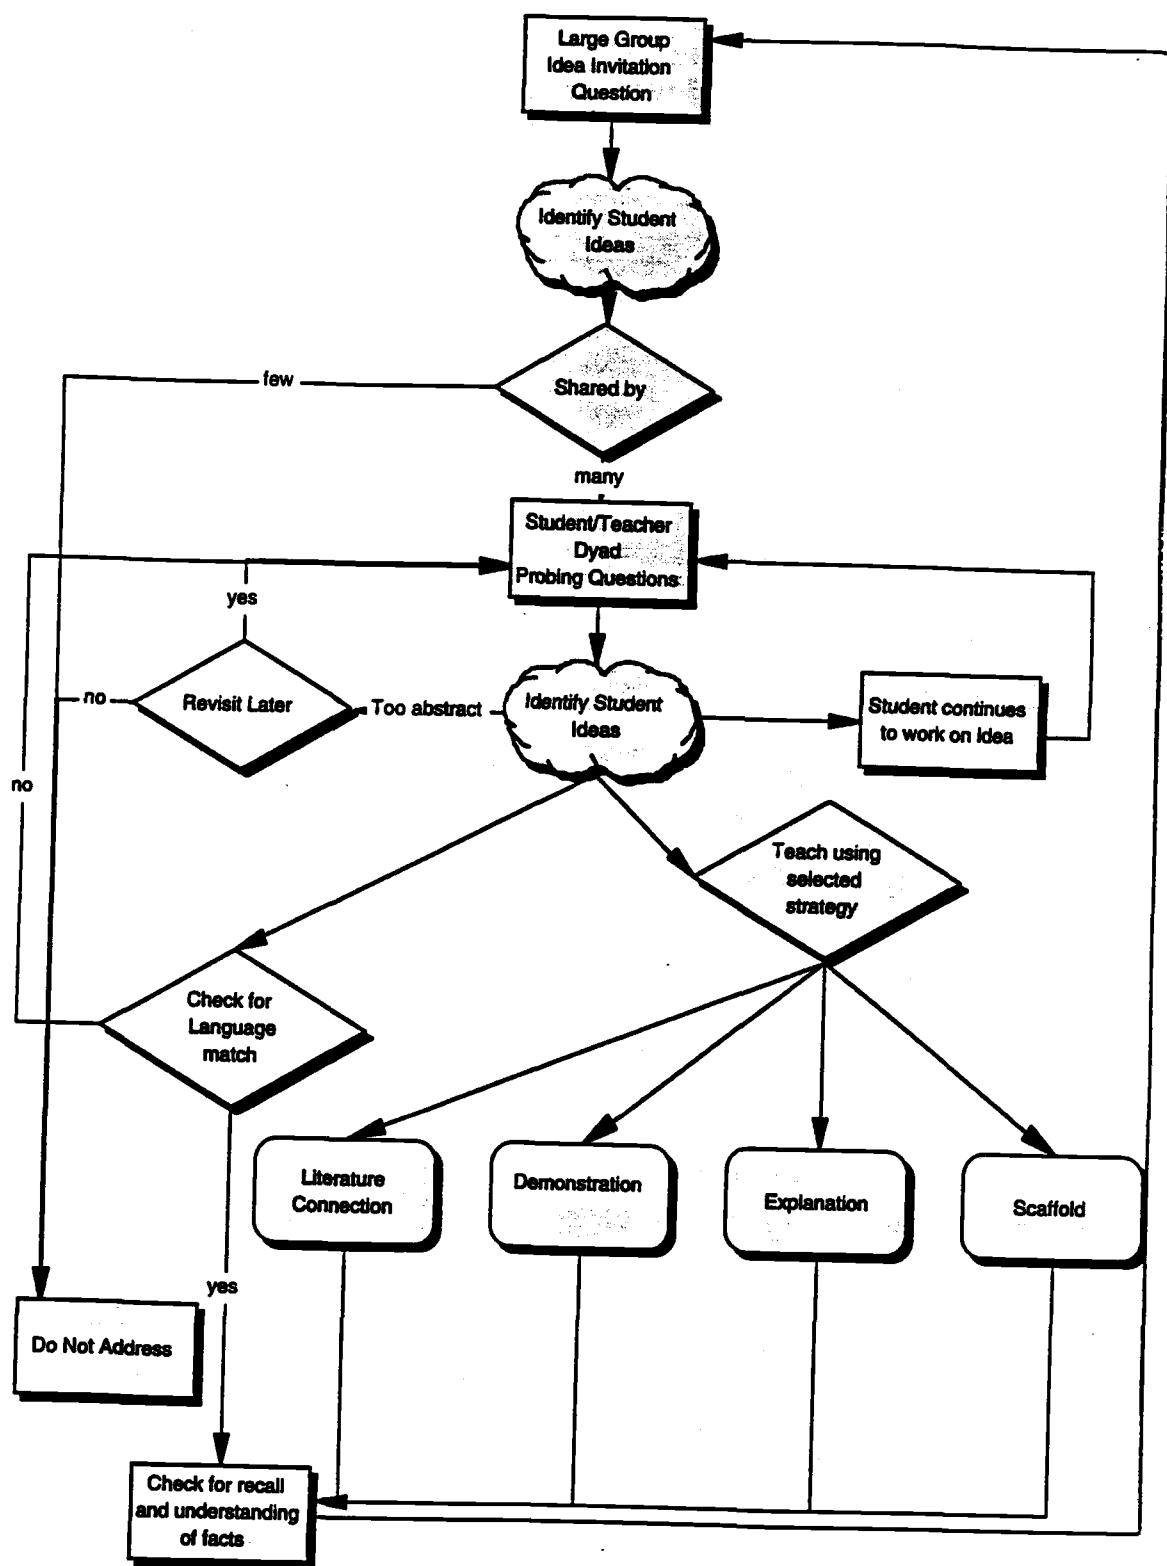 Large Group
Idea Invitation
Question
Identify Student
Ideas
few
Shared by
many
Student/Teacher
Dyad
Probing Questions
yes
no
Revisit Later
Too abstract
Identify Student
Ideas
Student continues
to work on Idea
no
Teach using
selected
strategy
Check for
Language
match
Literature
Connection
Demonstration
Explanation
Scaffold
yes
Do Not Address
Check for recall
and understanding
of facts